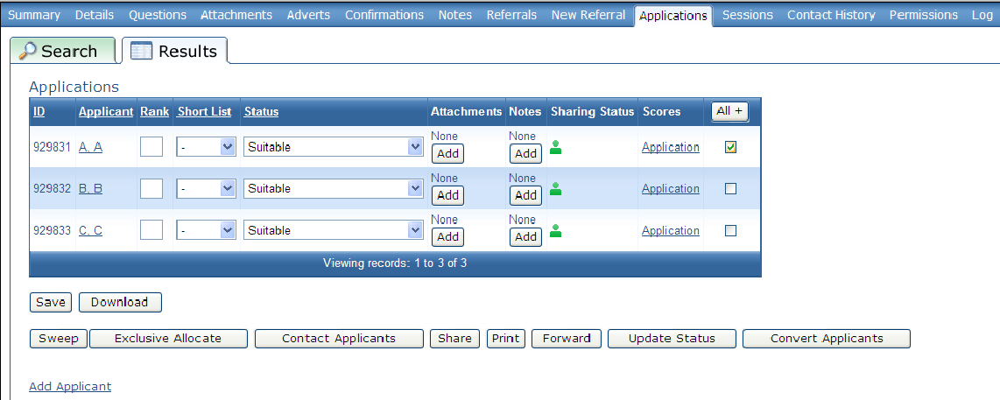 Summary Details Questions Attachments Adverts Confirmations Notes Referrals New Referral Applications Sessions Contact History Permissions Log
Search Results
Applications
ID Applicant Rank Short List Status Attachments Notes Sharing Status Scores All +
929831 A, A - Suitable None Add None Add Application
929832 B, B - Suitable None Add None Add Application
929833 C, C - Suitable None Add None Add Application
Viewing records: 1 to 3 of 3
Save Download
Sweep Exclusive Allocate Contact Applicants Share Print Forward Update Status Convert Applicants
Add Applicant